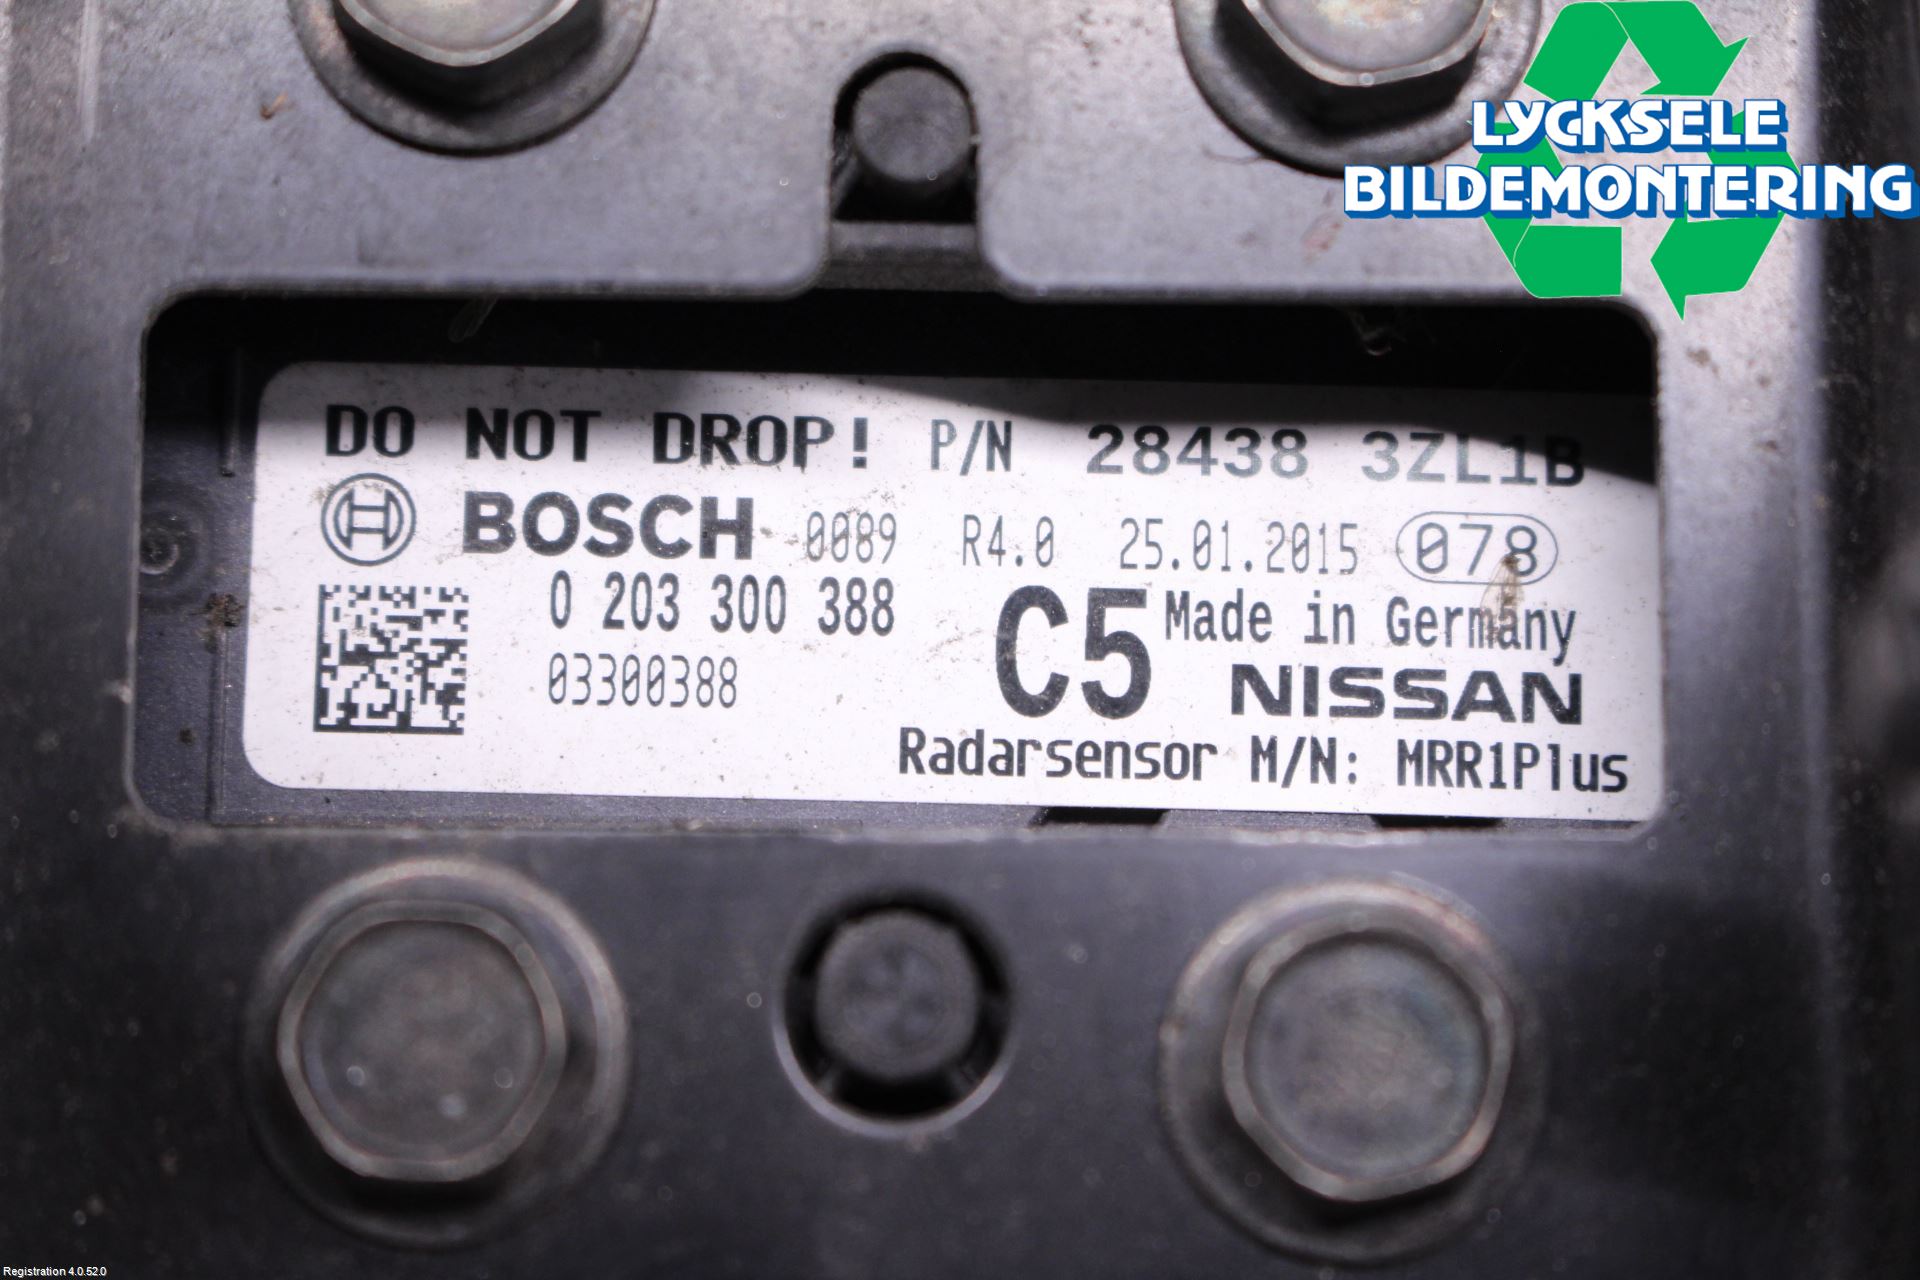 LYCKSELE
BILDEMONTERING
DO NOT DROP! P/N 28438 3ZL1B
BOSCH 0089 R4.0 25.01.2015 078
0 203 300 388 C5 Made in Germany
03300388 NISSAN
Radarsensor M/N: MRR1Plus
Registration 4.0.52.0